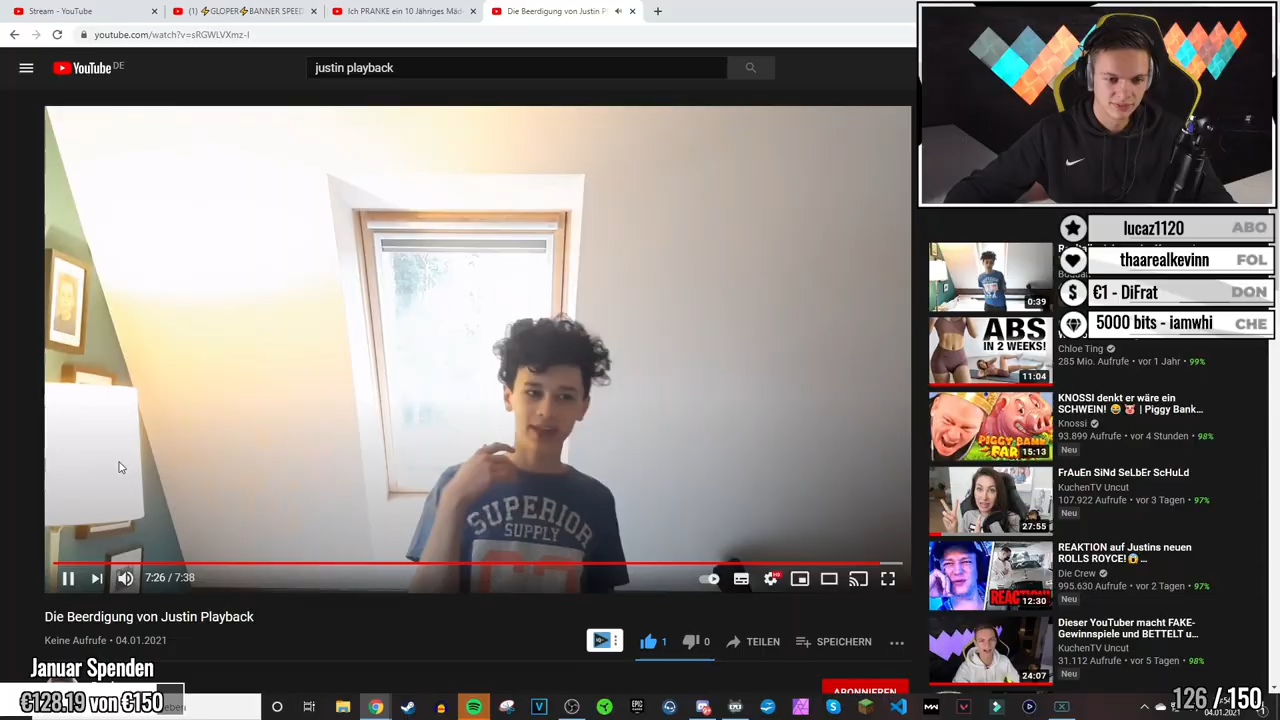 Stream - YouTube
(1) ⚡GLOPER⚡BANNER SPEED
Ich PRANKE ein 10 Jähriges Mäd
Die Beerdigung von Justin Pl
youtube.com/watch?v=sRGWLVXmz-I
YouTube DE
justin playback
SUPERIOR
SUPPLY
7:26 / 7:38
Die Beerdigung von Justin Playback
Keine Aufrufe • 04.01.2021
1
0
TEILEN
SPEICHERN
ABONNIEREN
Januar Spenden
€128.19 von €150
lucaz1120 ABO
thaarealkevinn FOL
€1 - DiFrat DON
5000 bits - iamwhi CHE
0:39
ABS
IN 2 WEEKS!
11:04
Chloe Ting
285 Mio. Aufrufe • vor 1 Jahr • 99%
PIGGY BANK
FARM
15:13
KNOSSI denkt er wäre ein
SCHWEIN! 😂 🐷 | Piggy Bank...
Knossi
93.899 Aufrufe • vor 4 Stunden • 98%
Neu
27:55
FrAuEn SiNd SeLbEr ScHuLd
KuchenTV Uncut
107.922 Aufrufe • vor 3 Tagen • 97%
Neu
REACTION
12:30
REAKTION auf Justins neuen
ROLLS ROYCE!😱...
Die Crew
995.630 Aufrufe • vor 2 Tagen • 97%
Neu
24:07
Dieser YouTuber macht FAKE-
Gewinnspiele und BETTELT u...
KuchenTV Uncut
31.112 Aufrufe • vor 5 Tagen • 98%
Neu
126 / 150
04.01.2021